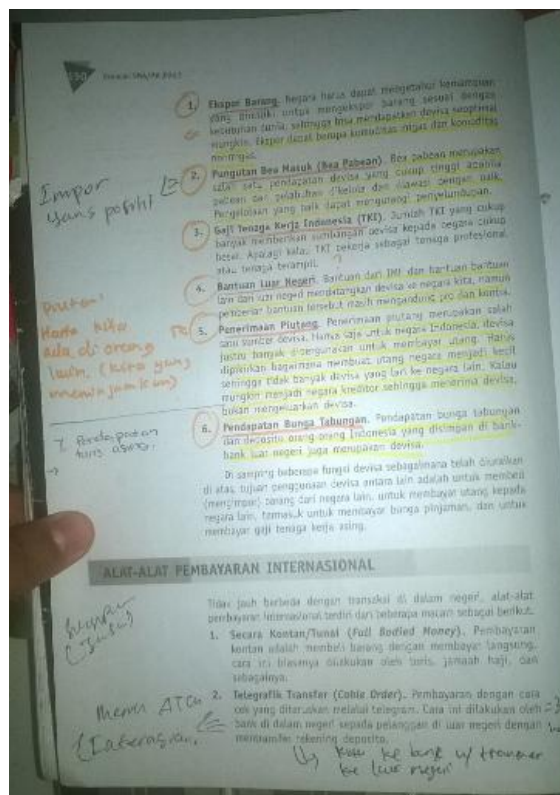 150
1. Ekspor Barang. Negara harus dapat mengetahui kemampuan
yang dimiliki untuk mengekspor barang sesuai dengan
kebutuhan dunia, sehingga bisa mendapatkan devisa seoptimal
mungkin. Ekspor dapat berupa komoditas migas dan komoditas
nonmigas.
Impor
yang positif
2. Pungutan Bea Masuk (Bea Pabean). Bea pabean merupakan
salah satu pendapatan devisa yang cukup tinggi apabila
pabean dan pelabuhan dikelola dan diawasi dengan baik.
Pengelolaan yang baik dapat mengurangi penyelundupan.
3. Gaji Tenaga Kerja Indonesia (TKI). Jumlah TKI yang cukup
banyak memberikan sumbangan devisa kepada negara cukup
besar. Apalagi kalau TKI bekerja sebagai tenaga profesional
atau tenaga terampil.
4. Bantuan Luar Negeri. Bantuan dari IMF dan bantuan-bantuan
lain dari luar negeri mendatangkan devisa ke negara kita, namun
pemberian bantuan tersebut masih mengandung pro dan kontra.
Harta kita
ada di orang
lain. (kita yang
meminjamkan)
5. Penerimaan Piutang. Penerimaan piutang merupakan salah
satu sumber devisa. Hanya saja untuk negara Indonesia, devisa
justru banyak digunakan untuk membayar utang. Harus
dipikirkan bagaimana membuat utang negara menjadi kecil
sehingga tidak banyak devisa yang lari ke negara lain. Kalau
mungkin menjadi negara kreditor sehingga menerima devisa,
bukan mengeluarkan devisa.
7. Pendapatan
turis asing.
6. Pendapatan Bunga Tabungan. Pendapatan bunga tabungan
dan deposito orang-orang Indonesia yang disimpan di bank-
bank luar negeri juga merupakan devisa.
Di samping beberapa fungsi devisa sebagaimana telah diuraikan
di atas, tujuan penggunaan devisa antara lain adalah untuk membeli
(mengimpor) barang dari negara lain, untuk membayar utang kepada
negara lain, termasuk untuk membayar bunga pinjaman, dan untuk
membayar gaji tenaga kerja asing.
ALAT-ALAT PEMBAYARAN INTERNASIONAL
Tidak jauh berbeda dengan transaksi di dalam negeri, alat-alat
pembayaran internasional terdiri dari beberapa macam sebagai berikut.
1. Secara Kontan/Tunai (Full Bodied Money). Pembayaran
kontan adalah membeli barang dengan membayar langsung,
cara ini biasanya dilakukan oleh turis, jamaah haji, dan
sebagainya.
2. Telegrafik Transfer (Cable Order). Pembayaran dengan cara
cek yang diteruskan melalui telegram. Cara ini dilakukan oleh
bank di dalam negeri kepada pelanggan di luar negeri dengan
mentransfer rekening deposito.
ke bank u/ transfer
ke luar negeri